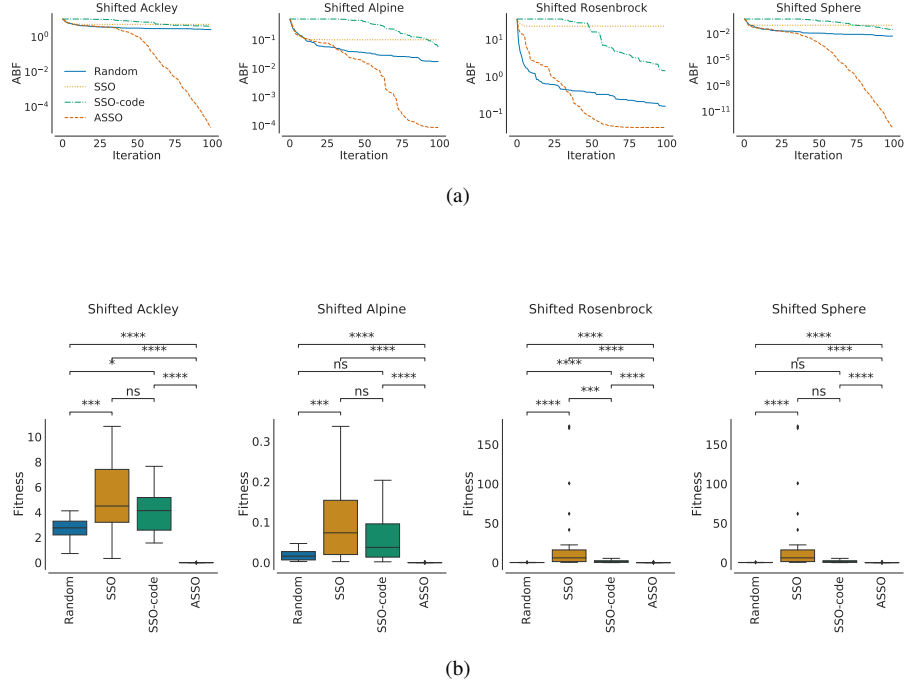 Shifted Ackley
Shifted Alpine
Shifted Rosenbrock
Shifted Sphere
ABF
10^0
10^−2
10^−4
Random
SSO
SSO-code
ASSO
0 25 50 75 100
Iteration
ABF
10^−1
10^−2
10^−3
10^−4
0 25 50 75 100
Iteration
ABF
10^1
10^0
10^−1
0 25 50 75 100
Iteration
ABF
10^−2
10^−5
10^−8
10^−11
0 25 50 75 100
Iteration
(a)
Shifted Ackley
Shifted Alpine
Shifted Rosenbrock
Shifted Sphere
****
****
*
****
ns
***
Fitness
10
8
6
4
2
0
Random
SSO
SSO-code
ASSO
****
****
ns
****
ns
***
Fitness
0.3
0.2
0.1
0.0
Random
SSO
SSO-code
ASSO
****
****
****
****
***
****
Fitness
150
100
50
0
Random
SSO
SSO-code
ASSO
****
****
ns
****
ns
****
Fitness
150
100
50
0
Random
SSO
SSO-code
ASSO
(b)